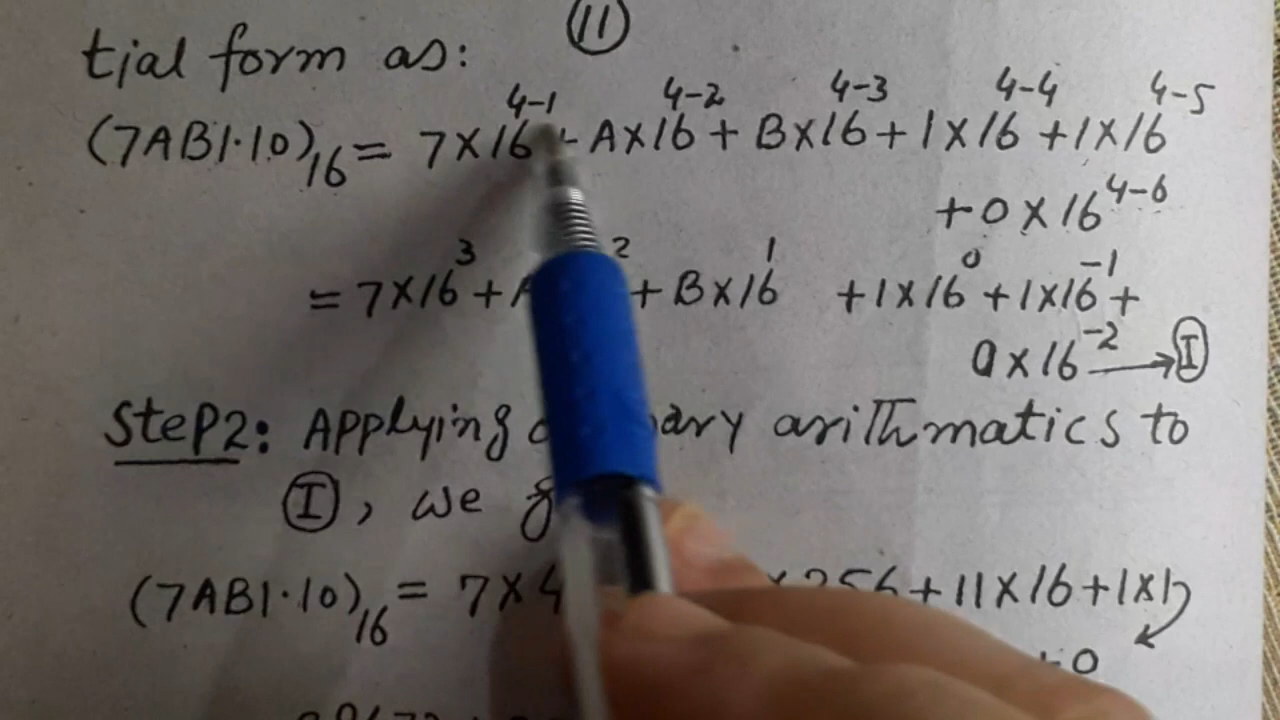 11
tial form as:
(7AB1.10)16 = 7×16^4-1 + A×16^4-2 + B×16^4-3 + 1×16^4-4 + 1×16^4-5
+0×16^4-6
= 7×16^3 + 2 + B×16^1 + 1×16^0 + 1×16^-1 +
0×16^-2 → I
Step2: Applying arithmatics to
I, we
(7AB1.10)16 = 7×4 ×256 + 11×16 + 1×1
+0